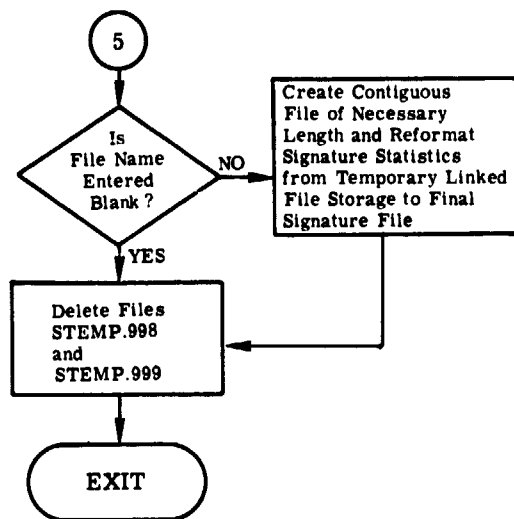 5
Is
File Name
Entered
Blank?
NO
Create Contiguous
File of Necessary
Length and Reformat
Signature Statistics
from Temporary Linked
File Storage to Final
Signature File
YES
Delete Files
STEMP.998
and
STEMP.999
EXIT